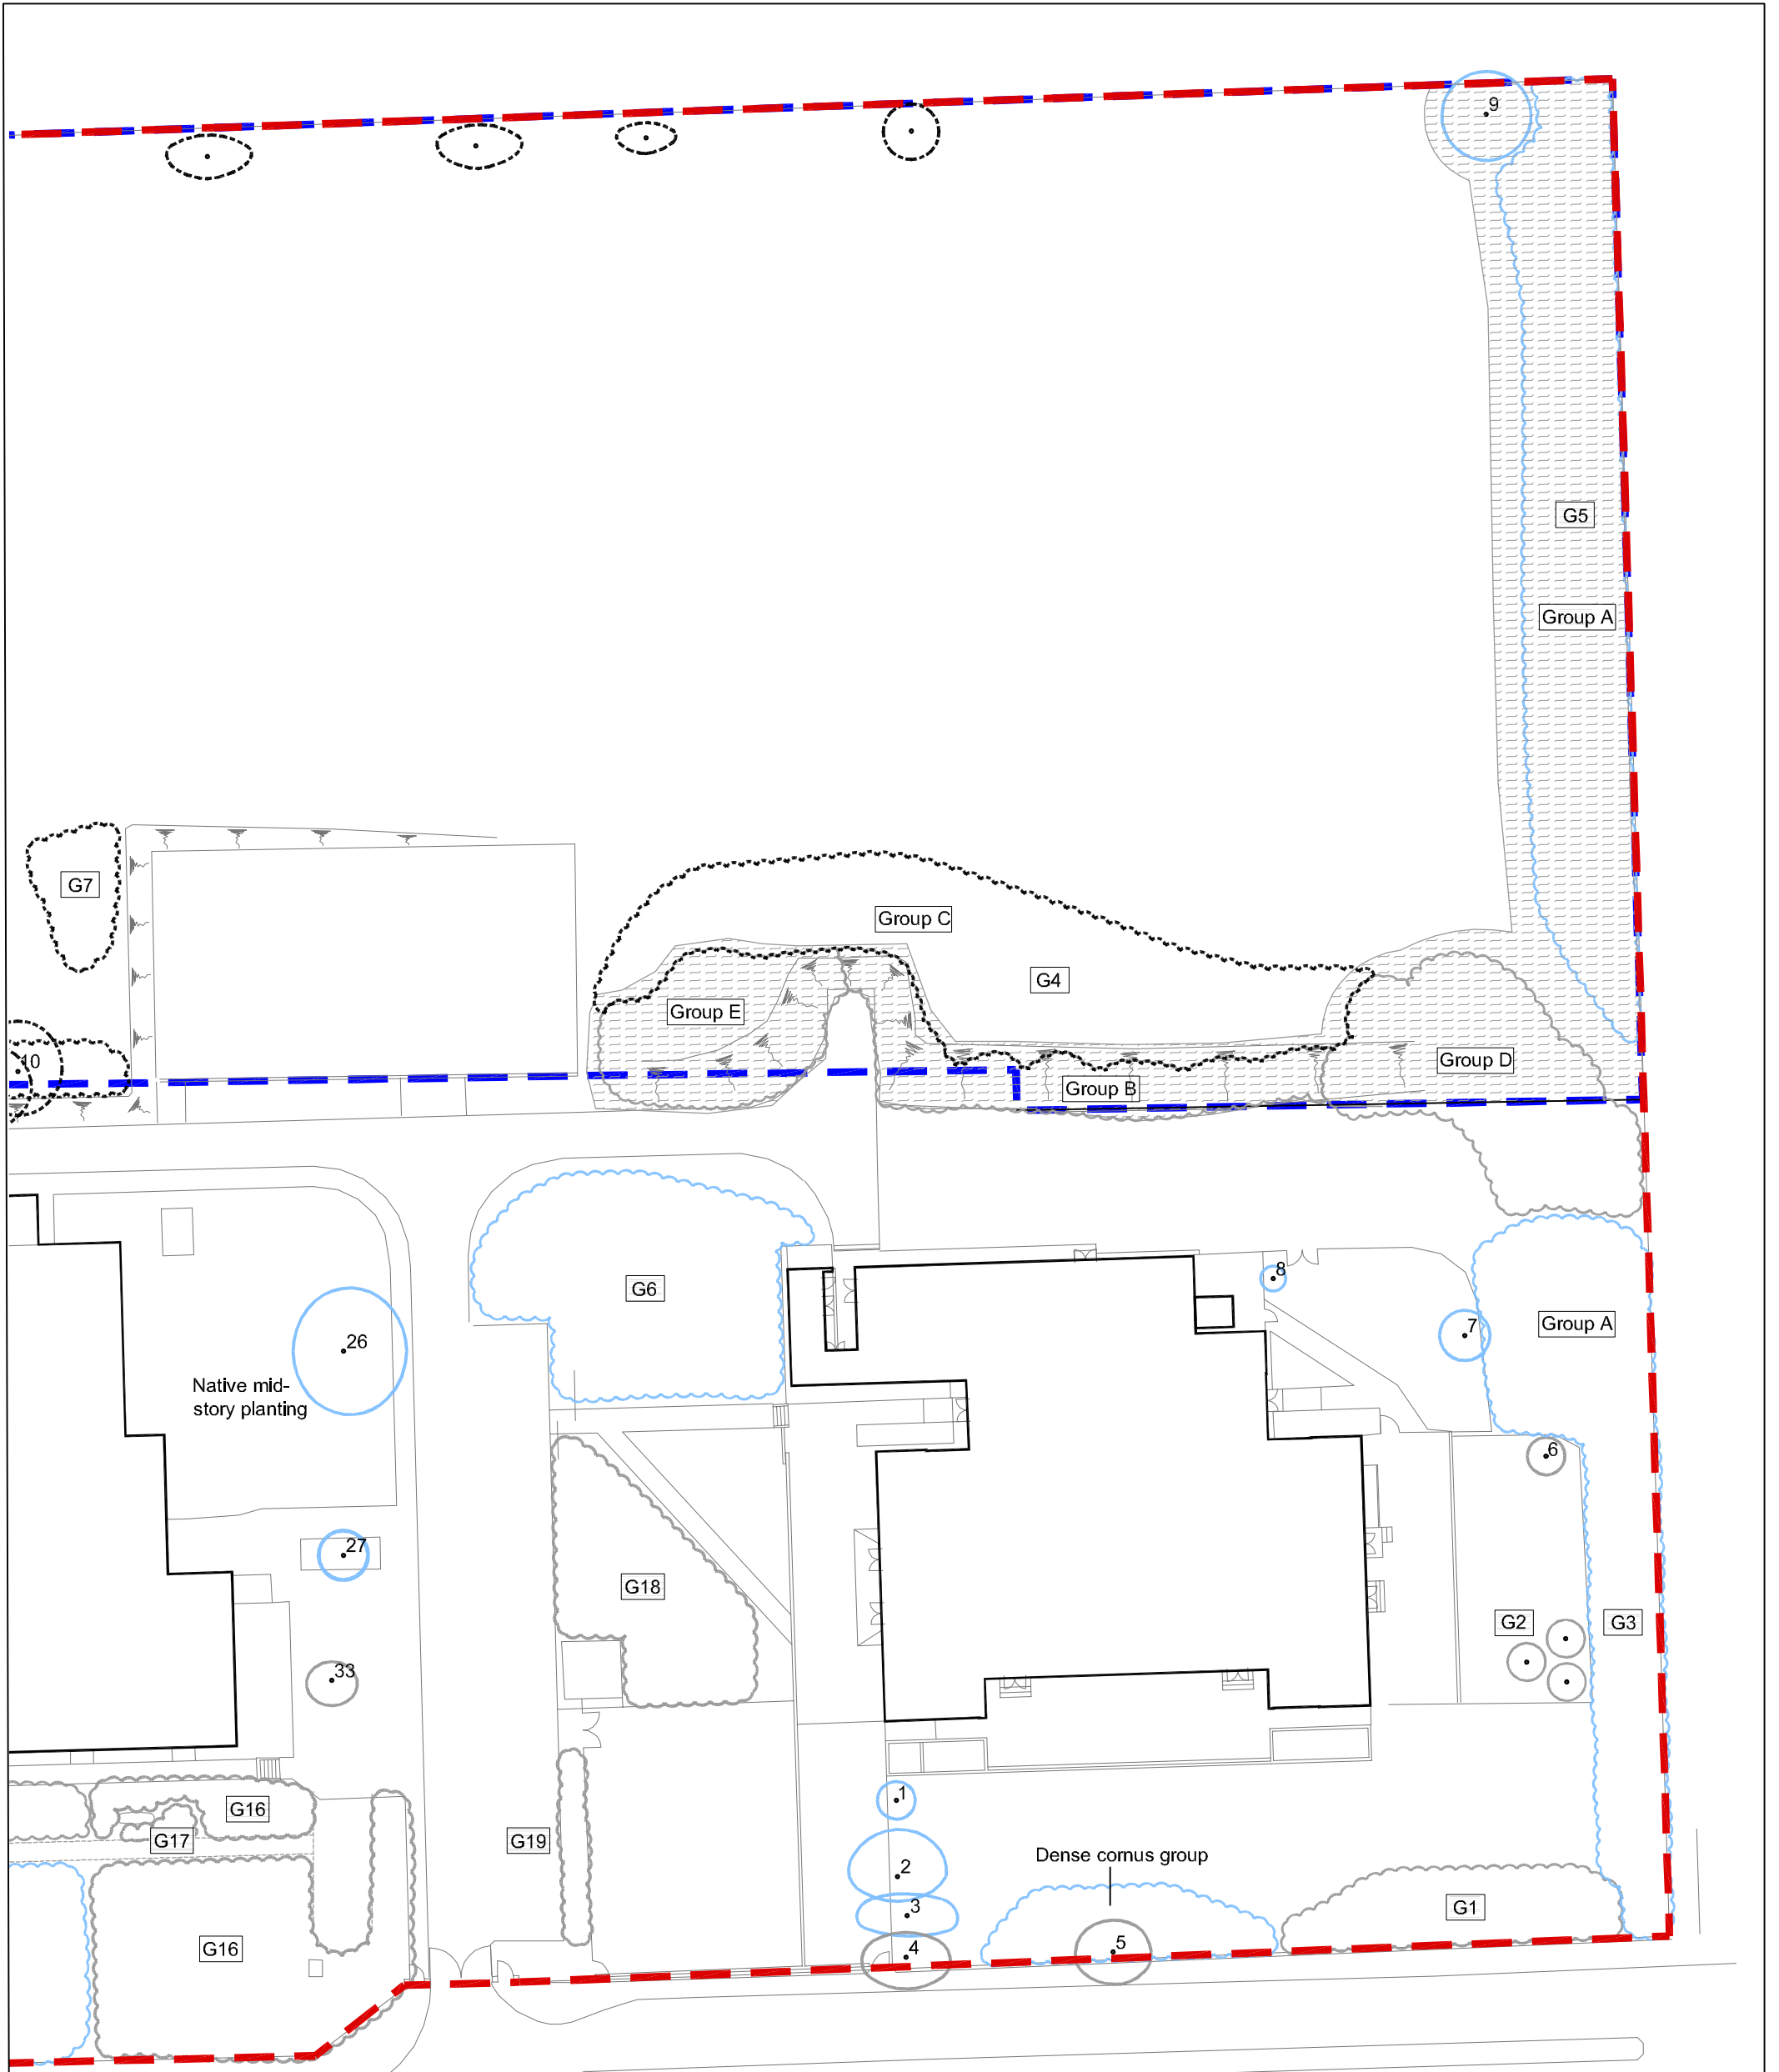 9
G5
Group A
G7
Group C
G4
Group E
10
Group D
Group B
8
G6
7
Group A
26
Native mid-
story planting
6
27
G18
G2
G3
33
1
G16
G17
G19
Dense cornus group
2
G1
3
G16
4
5